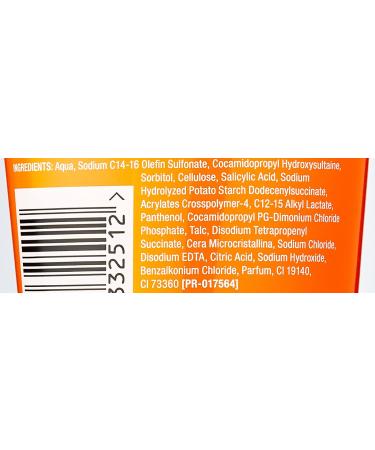 INGREDIENTS: Aqua, Sodium C14-16 Olefin Sulfonate, Cocamidopropyl Hydroxysultaine,
Sorbitol, Cellulose, Salicylic Acid, Sodium
Hydrolyzed Potato Starch Dodecenylsuccinate,
Acrylates Crosspolymer-4, C12-15 Alkyl Lactate,
Panthenol, Cocamidopropyl PG-Dimonium Chloride
Phosphate, Talc, Disodium Tetrapropenyl
Succinate, Cera Microcristallina, Sodium Chloride,
Disodium EDTA, Citric Acid, Sodium Hydroxide,
Benzalkonium Chloride, Parfum, CI 19140,
CI 73360 [PR-017564]
332512 >